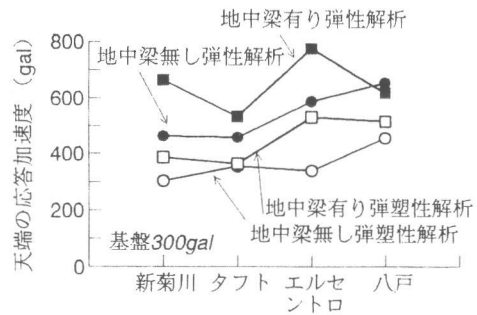 地中梁有り弾性解析
地中梁無し弾性解析
天端の応答加速度（gal）
800
600
400
200
0
地中梁有り弾塑性解析
地中梁無し弾塑性解析
基盤300gal
新菊川
タフト
エルセ
ントロ
八戸